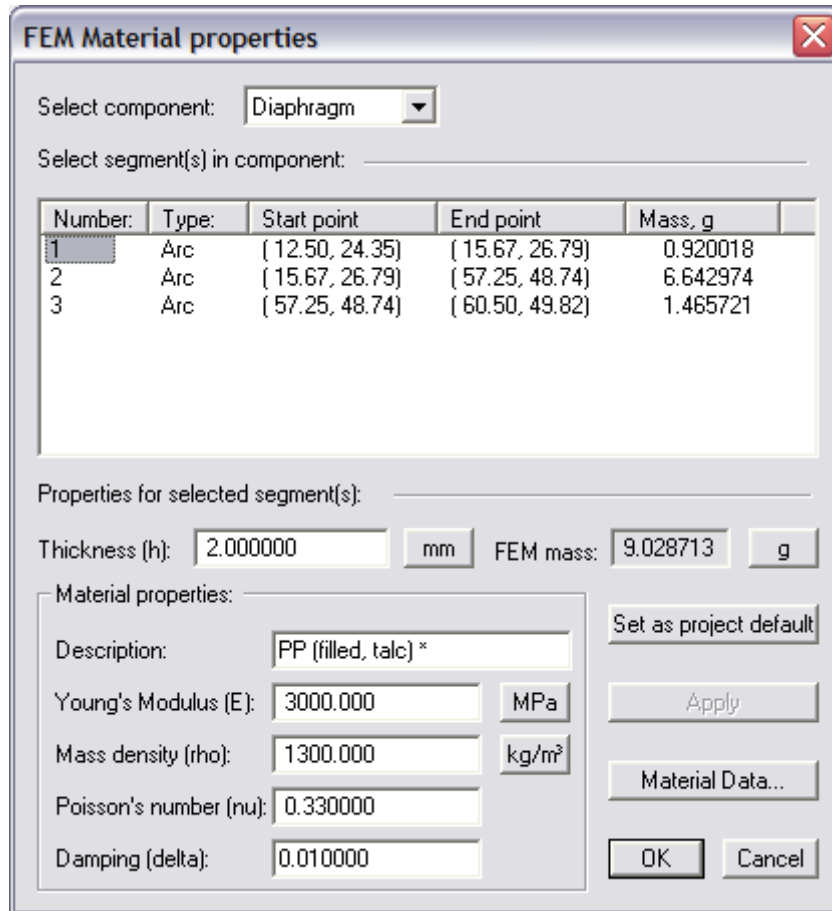 FEM Material properties
Select component: Diaphragm
Select segment(s) in component:
Number: Type: Start point End point Mass, g
1 Arc ( 12.50, 24.35) ( 15.67, 26.79) 0.920018
2 Arc ( 15.67, 26.79) ( 57.25, 48.74) 6.642974
3 Arc ( 57.25, 48.74) ( 60.50, 49.82) 1.465721
Properties for selected segment(s):
Thickness (h): 2.000000 mm FEM mass: 9.028713 g
Material properties:
Set as project default
Description: PP (filled, talc) *
Young's Modulus (E): 3000.000 MPa Apply
Mass density (rho): 1300.000 kg/m³
Material Data...
Poisson's number (nu): 0.330000
Damping (delta): 0.010000 OK Cancel